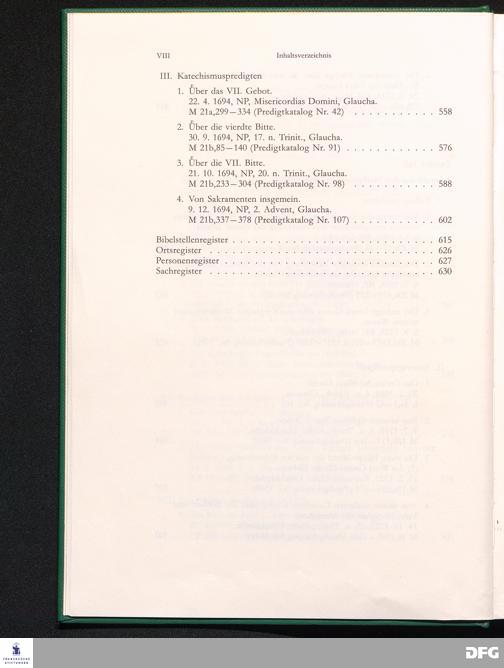 VIII Inhaltsverzeichnis
III. Katechismuspredigten
1. Über das VII. Gebot.
22. 4. 1694, NP, Misericordias Domini, Glaucha.
M 21a,299–334 (Predigtkatalog Nr. 42) . . . . . . . . . . . 558
2. Über die vierdte Bitte.
30. 9. 1694, NP, 17. n. Trinit., Glaucha.
M 21b,85–140 (Predigtkatalog Nr. 91) . . . . . . . . . . . . 576
3. Über die VII. Bitte.
21. 10. 1694, NP, 20. n. Trinit., Glaucha.
M 21b,233–304 (Predigtkatalog Nr. 98) . . . . . . . . . . . 588
4. Von Sakramenten insgemein.
9. 12. 1694, NP, 2. Advent, Glaucha.
M 21b,337–378 (Predigtkatalog Nr. 107) . . . . . . . . . . . 602
Bibelstellenregister . . . . . . . . . . . . . . . . . . . . . . . . . 615
Ortsregister . . . . . . . . . . . . . . . . . . . . . . . . . . . . 626
Personenregister . . . . . . . . . . . . . . . . . . . . . . . . . . 627
Sachregister . . . . . . . . . . . . . . . . . . . . . . . . . . . . 630
FRANCKESCHE
STIFTUNGEN
DFG